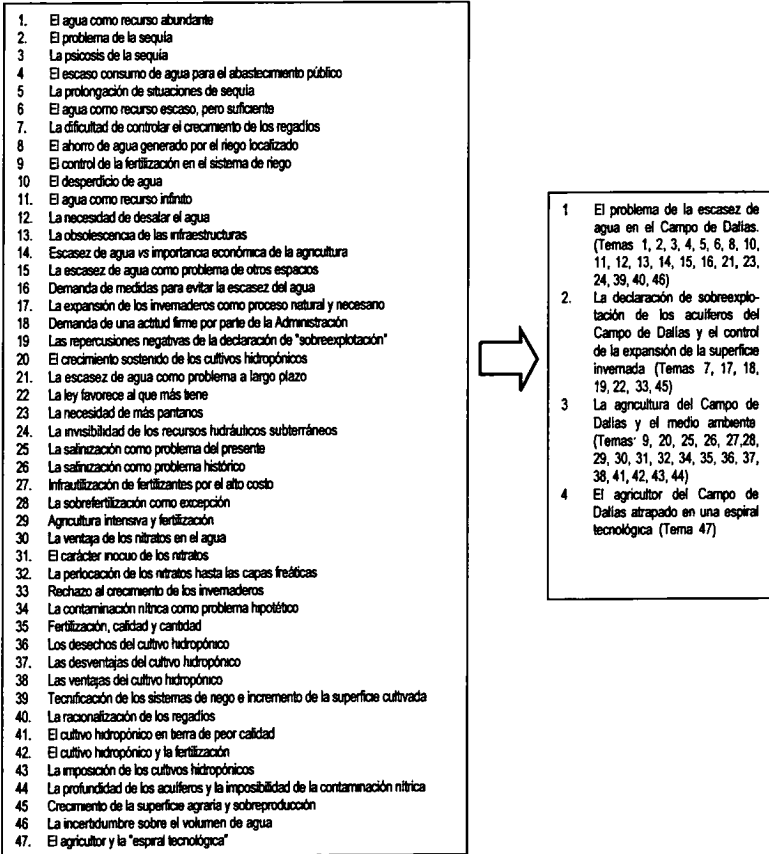 1. El agua como recurso abundante
2. El problema de la sequía
3 La psicosis de la sequía
4 El escaso consumo de agua para el abastecimiento público
5 La prolongación de situaciones de sequía
6 El agua como recurso escaso, pero suficiente
7. La dificultad de controlar el crecimiento de los regadíos
8 El ahorro de agua generado por el riego localizado
9 El control de la fertilización en el sistema de riego
10 El desperdicio de agua
11. El agua como recurso infinito
12. La necesidad de desalar el agua
13. La obsolescencia de las infraestructuras
14. Escasez de agua vs importancia económica de la agricultura
15 La escasez de agua como problema de otros espacios
16 Demanda de medidas para evitar la escasez del agua
17. La expansión de los invernaderos como proceso natural y necesario
18 Demanda de una actitud firme por parte de la Administración
19 Las repercusiones negativas de la declaración de "sobreexplotación"
20 El crecimiento sostenido de los cultivos hidropónicos
21. La escasez de agua como problema a largo plazo
22 La ley favorece al que más tiene
23 La necesidad de más pantanos
24. La invisibilidad de los recursos hidráulicos subterráneos
25 La salinización como problema del presente
26 La salinización como problema histórico
27. Infrautilización de fertilizantes por el alto costo
28 La sobrefertilización como excepción
29 Agricultura intensiva y fertilización
30 La ventaja de los nitratos en el agua
31. El carácter inocuo de los nitratos
32. La perlocación de los nitratos hasta las capas freáticas
33 Rechazo al crecimiento de los invernaderos
34 La contaminación nítrica como problema hipotético
35 Fertilización, calidad y cantidad
36 Los desechos del cultivo hidropónico
37. Las desventajas del cultivo hidropónico
38 Las ventajas del cultivo hidropónico
39 Tecnificación de los sistemas de riego e incremento de la superficie cultivada
40. La racionalización de los regadíos
41. El cultivo hidropónico en tierra de peor calidad
42. El cultivo hidropónico y la fertilización
43 La imposición de los cultivos hidropónicos
44 La profundidad de los acuíferos y la imposibilidad de la contaminación nítrica
45 Crecimiento de la superficie agraria y sobreproducción
46 La incertidumbre sobre el volumen de agua
47. El agricultor y la "espiral tecnológica"
1 El problema de la escasez de
agua en el Campo de Dalías.
(Temas 1, 2, 3, 4, 5, 6, 8, 10,
11, 12, 13, 14, 15, 16, 21, 23,
24, 39, 40, 46)
2. La declaración de sobreexplo-
tación de los acuíferos del
Campo de Dalías y el control
de la expansión de la superficie
invernada (Temas 7, 17, 18,
19, 22, 33, 45)
3 La agricultura del Campo de
Dalías y el medio ambiente
(Temas: 9, 20, 25, 26, 27,28,
29, 30, 31, 32, 34, 35, 36, 37,
38, 41, 42, 43, 44)
4 El agricultor del Campo de
Dalías atrapado en una espiral
tecnológica (Tema 47)